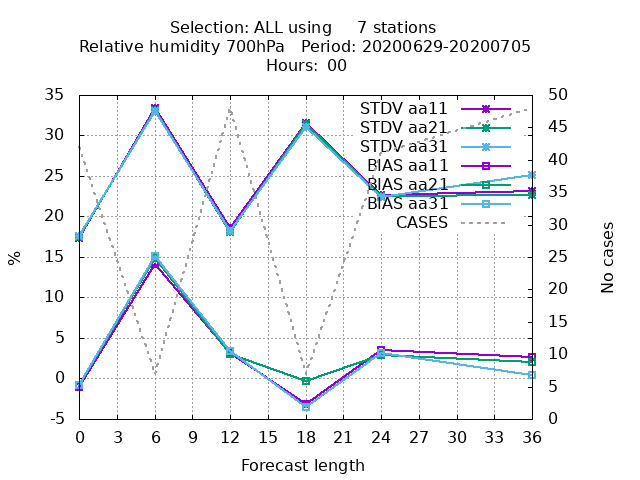 Selection: ALL using     7 stations
Relative humidity 700hPa   Period: 20200629-20200705
Hours:  00
35
30
25
20
15
10
5
0
-5
%
50
45
40
35
30
25
20
15
10
5
0
No cases
STDV aa11
STDV aa21
STDV aa31
BIAS aa11
BIAS aa21
BIAS aa31
CASES
0 3 6 9 12 15 18 21 24 27 30 33 36
Forecast length